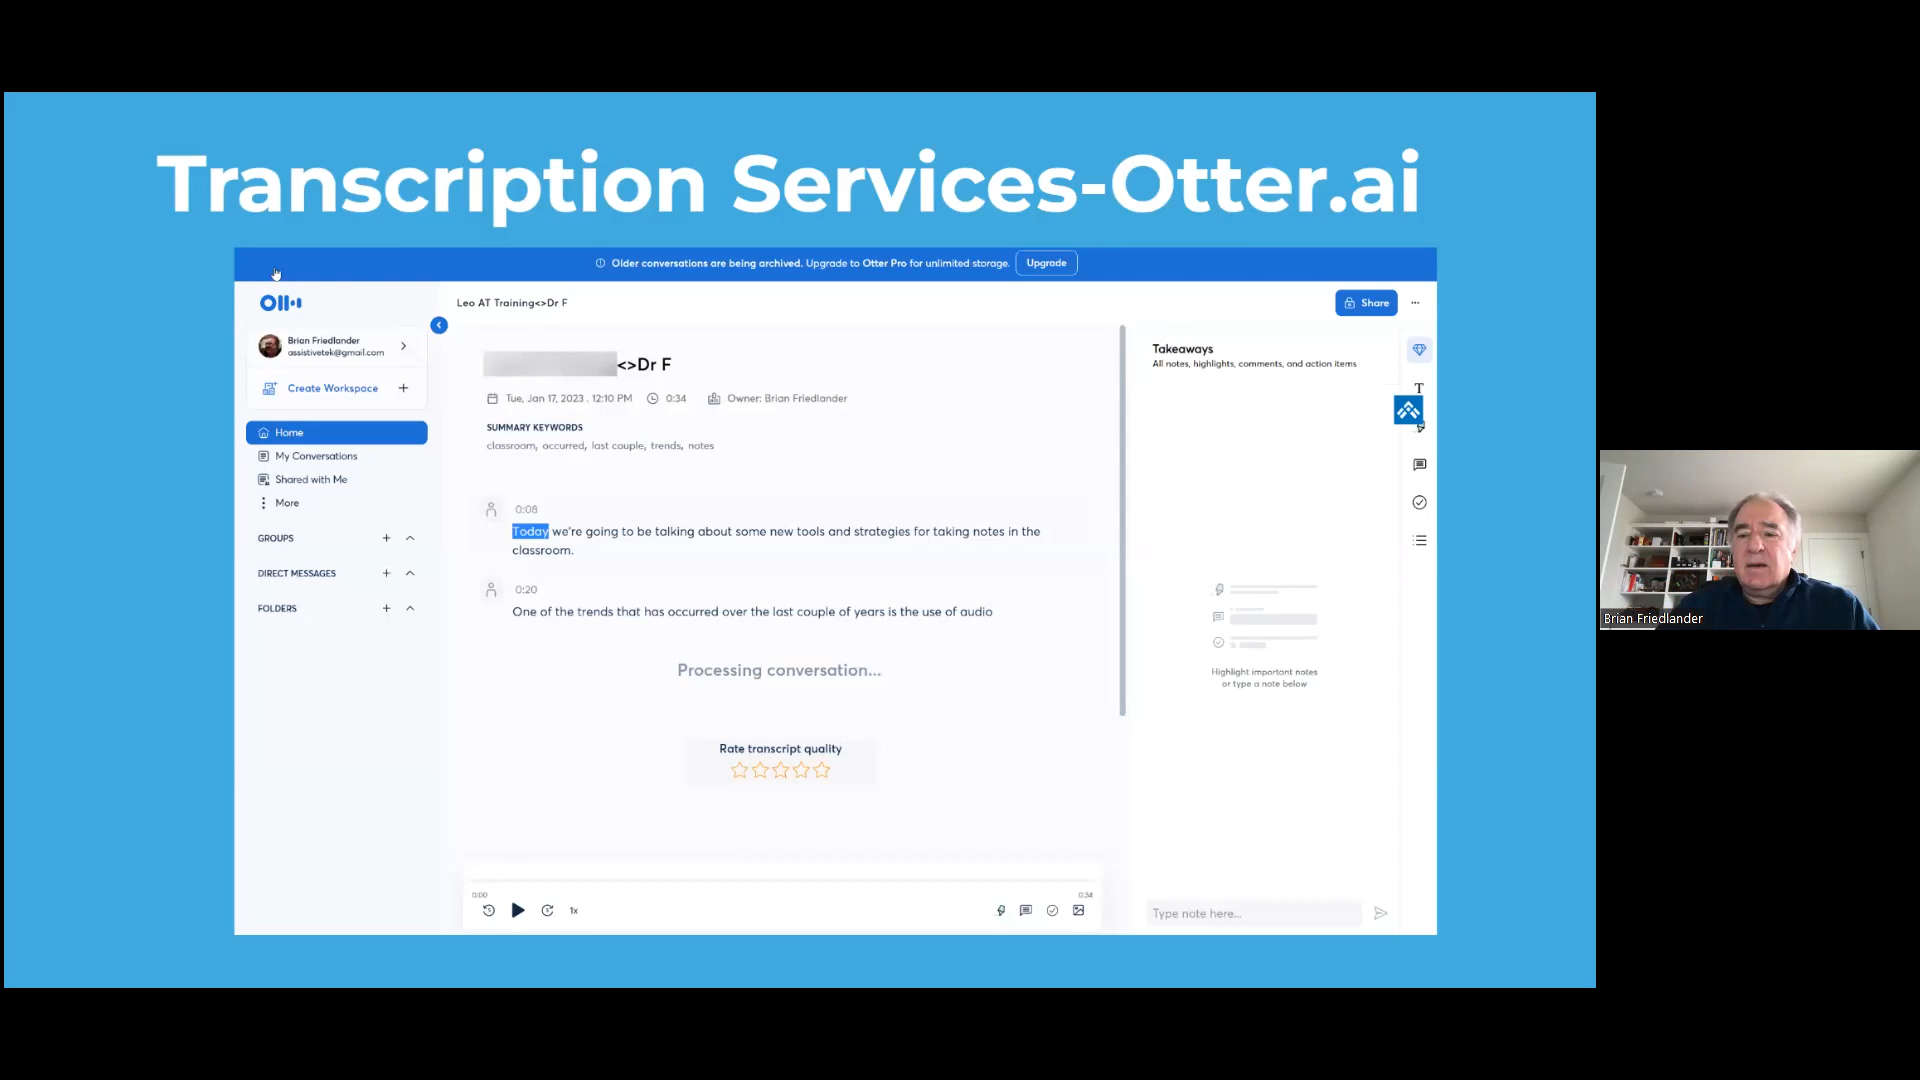 Transcription Services-Otter.ai
Older conversations are being archived. Upgrade to Otter Pro for unlimited storage. Upgrade
Leo AT Training<>Dr F
Share
Brian Friedlander
assistivetek@gmail.com
Create Workspace
Home
My Conversations
Shared with Me
More
GROUPS
DIRECT MESSAGES
FOLDERS
<>Dr F
Tue, Jan 17, 2023 . 12:10 PM 0:34 Owner: Brian Friedlander
SUMMARY KEYWORDS
classroom, occurred, last couple, trends, notes
0:08
Today we're going to be talking about some new tools and strategies for taking notes in the
classroom.
0:20
One of the trends that has occurred over the last couple of years is the use of audio
Processing conversation...
Rate transcript quality
0:00
0:34
1x
Takeaways
All notes, highlights, comments, and action items
T
Highlight important notes
or type a note below
Type note here...
Brian Friedlander